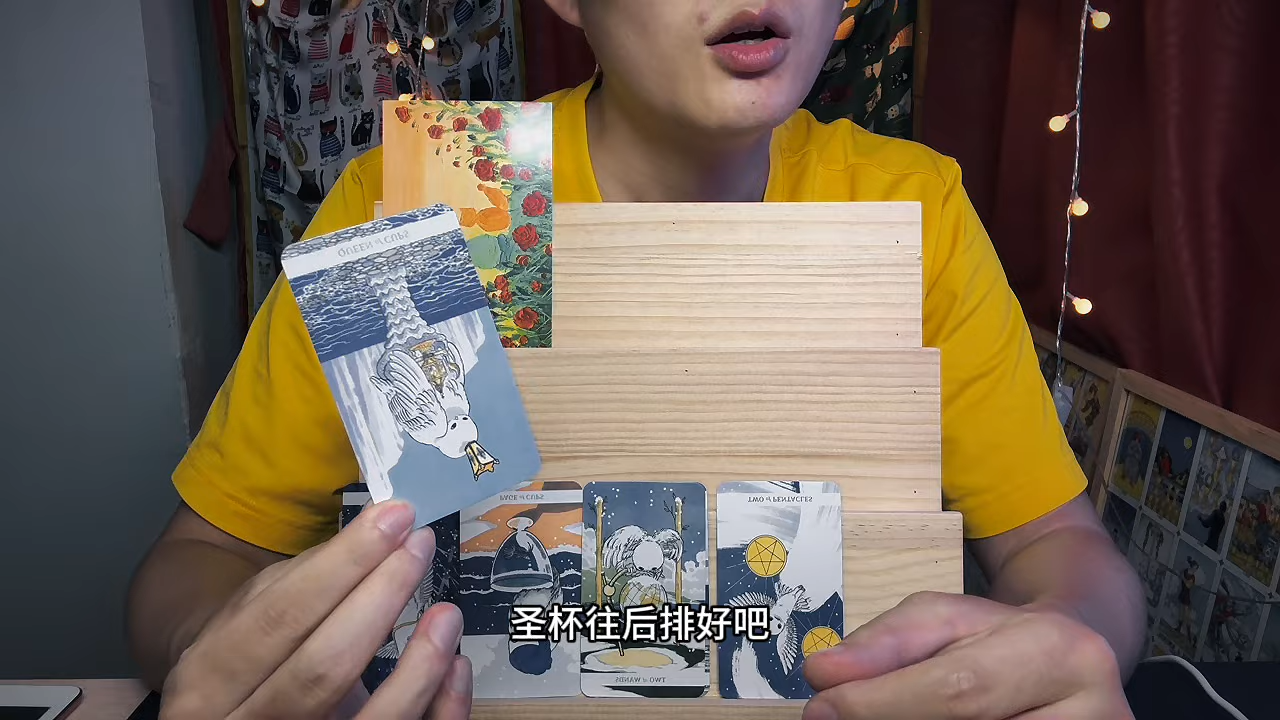 QUEEN of CUPS
PAGE of CUPS
TWO of PENTACLES
TWO of WANDS
圣杯往后排好吧